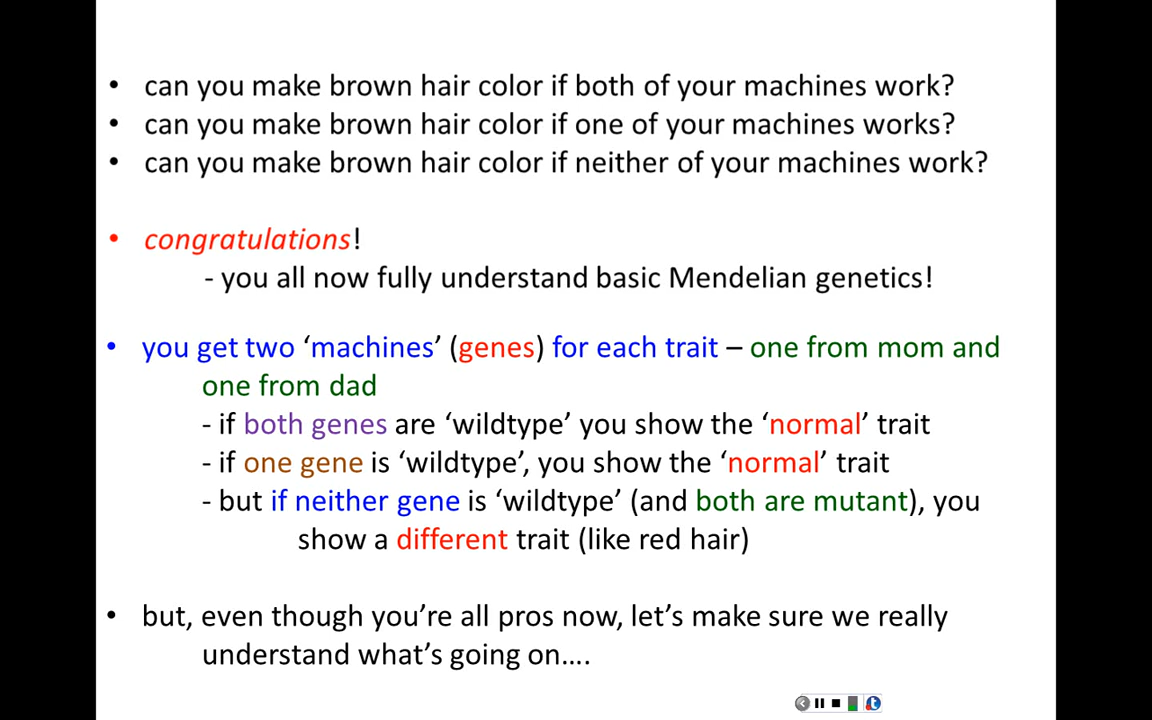 • can you make brown hair color if both of your machines work?
• can you make brown hair color if one of your machines works?
• can you make brown hair color if neither of your machines work?
• congratulations!
- you all now fully understand basic Mendelian genetics!
• you get two ‘machines’ (genes) for each trait – one from mom and
one from dad
- if both genes are ‘wildtype’ you show the ‘normal’ trait
- if one gene is ‘wildtype’, you show the ‘normal’ trait
- but if neither gene is ‘wildtype’ (and both are mutant), you
show a different trait (like red hair)
• but, even though you’re all pros now, let’s make sure we really
understand what’s going on….